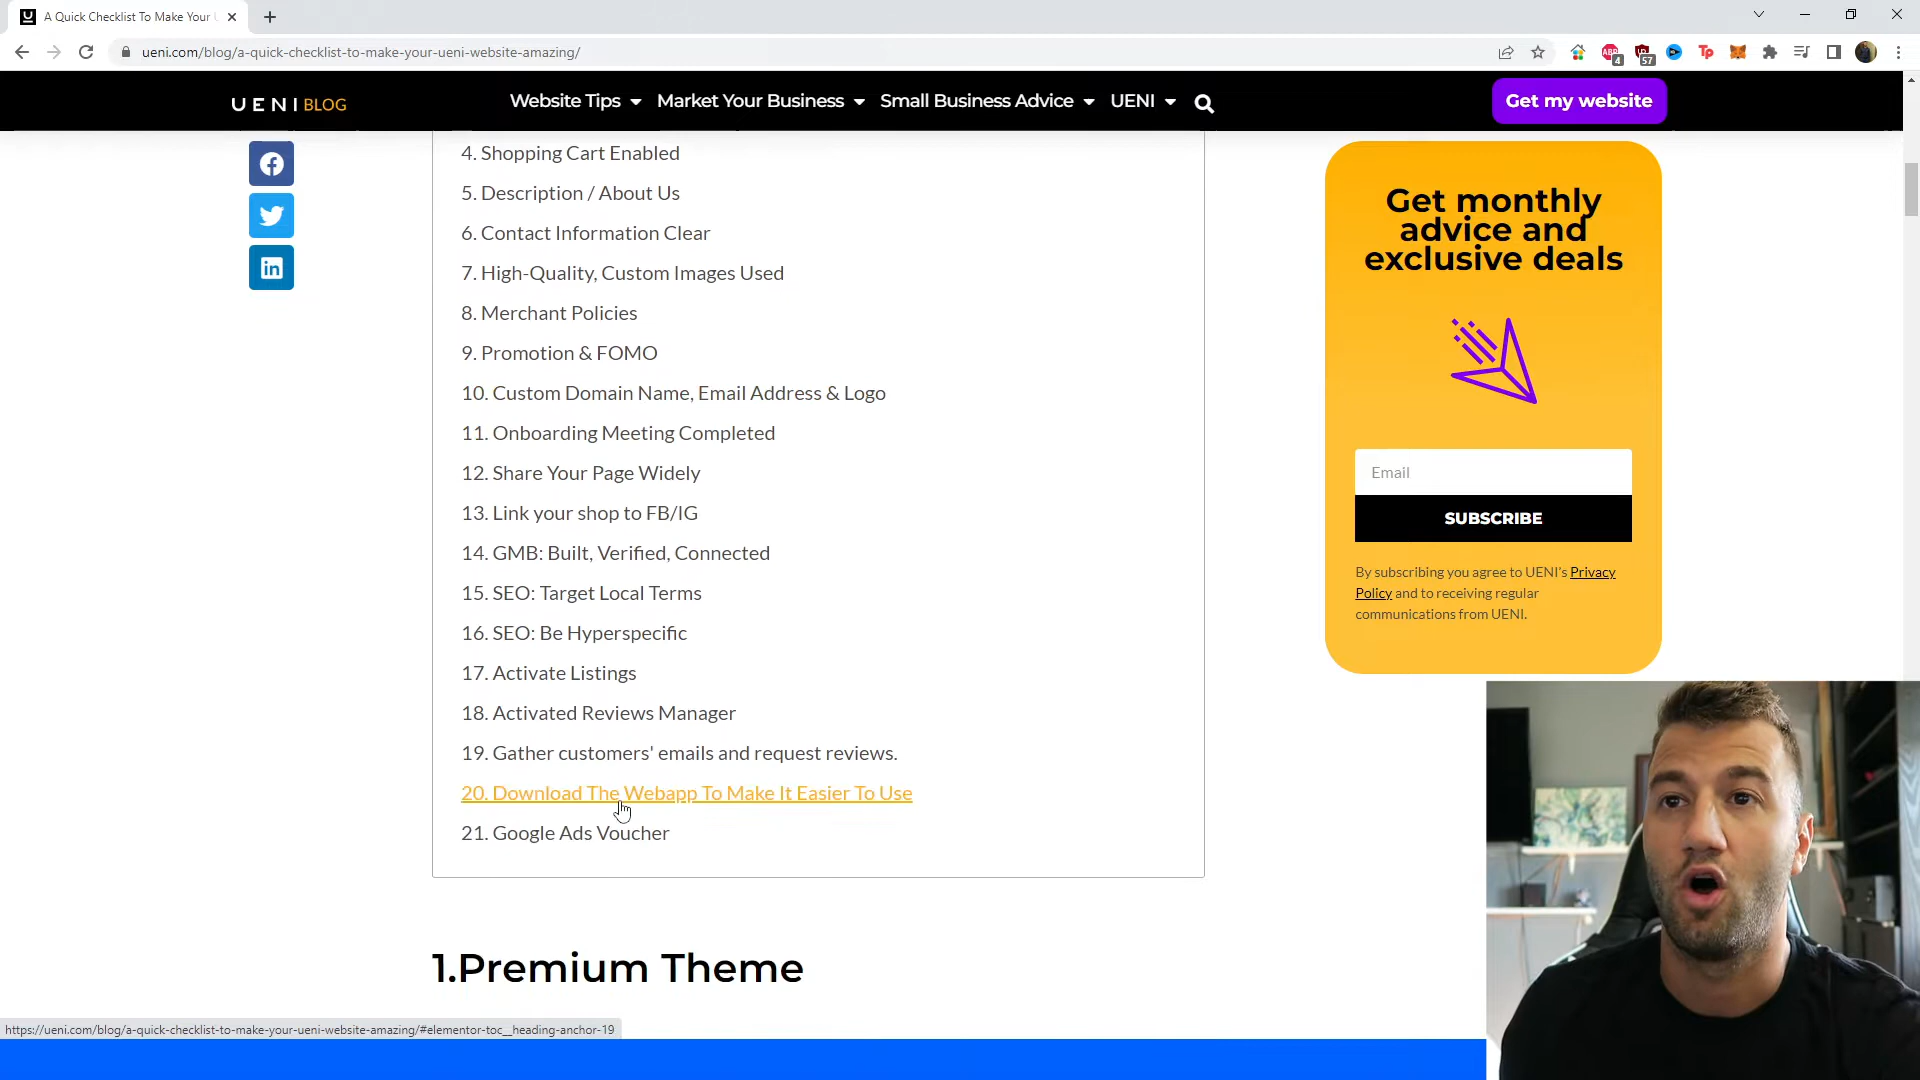 A Quick Checklist To Make Your U
ueni.com/blog/a-quick-checklist-to-make-your-ueni-website-amazing/
4
57
Tp
UENI BLOG
Website Tips
Market Your Business
Small Business Advice
UENI
Get my website
4. Shopping Cart Enabled
5. Description / About Us
6. Contact Information Clear
7. High-Quality, Custom Images Used
8. Merchant Policies
9. Promotion & FOMO
10. Custom Domain Name, Email Address & Logo
11. Onboarding Meeting Completed
12. Share Your Page Widely
13. Link your shop to FB/IG
14. GMB: Built, Verified, Connected
15. SEO: Target Local Terms
16. SEO: Be Hyperspecific
17. Activate Listings
18. Activated Reviews Manager
19. Gather customers' emails and request reviews.
20. Download The Webapp To Make It Easier To Use
21. Google Ads Voucher
Get monthly
advice and
exclusive deals
Email
SUBSCRIBE
By subscribing you agree to UENI's Privacy
Policy and to receiving regular
communications from UENI.
1.Premium Theme
https://ueni.com/blog/a-quick-checklist-to-make-your-ueni-website-amazing/#elementor-toc__heading-anchor-19